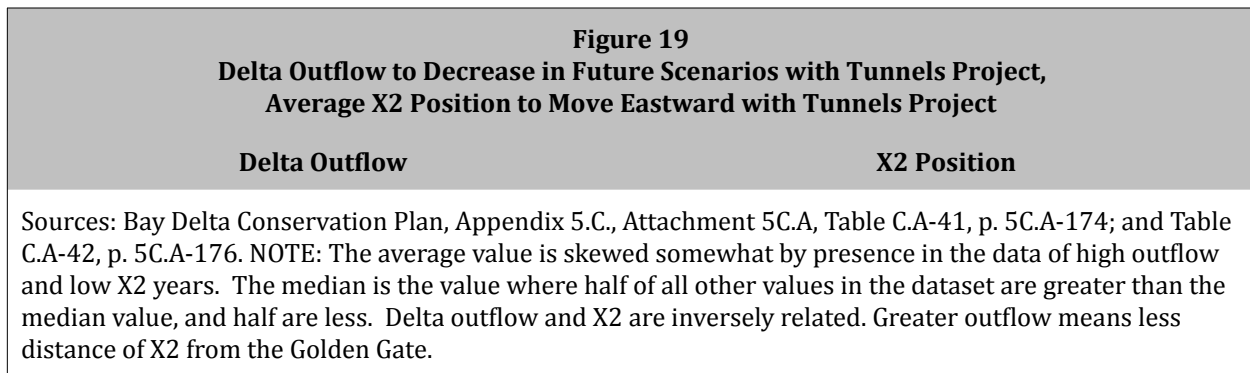 Figure 19
Delta Outflow to Decrease in Future Scenarios with Tunnels Project,
Average X2 Position to Move Eastward with Tunnels Project
Delta Outflow X2 Position
Sources: Bay Delta Conservation Plan, Appendix 5.C., Attachment 5C.A, Table C.A-41, p. 5C.A-174; and Table
C.A-42, p. 5C.A-176. NOTE: The average value is skewed somewhat by presence in the data of high outflow
and low X2 years.  The median is the value where half of all other values in the dataset are greater than the
median value, and half are less.  Delta outflow and X2 are inversely related. Greater outflow means less
distance of X2 from the Golden Gate.